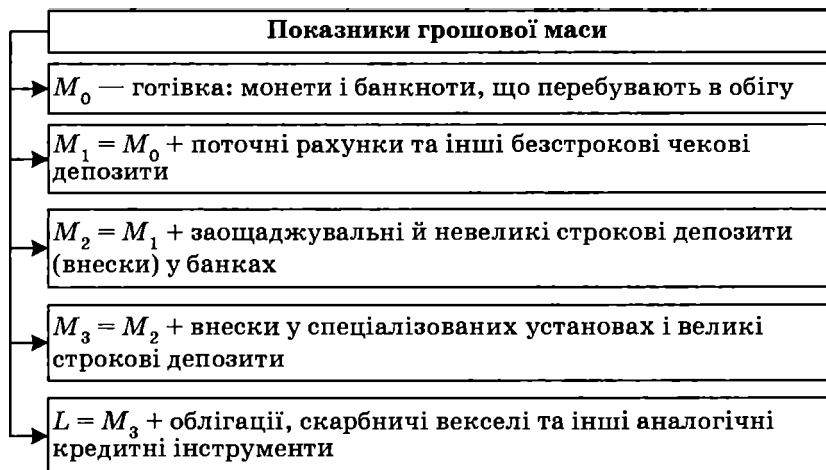 Показники грошової маси
M₀ — готівка: монети і банкноти, що перебувають в обігу
M₁ = M₀ + поточні рахунки та інші безстрокові чекові
депозити
M₂ = M₁ + заощаджувальні й невеликі строкові депозити
(внески) у банках
M₃ = M₂ + внески у спеціалізованих установах і великі
строкові депозити
L = M₃ + облігації, скарбничі векселі та інші аналогічні
кредитні інструменти